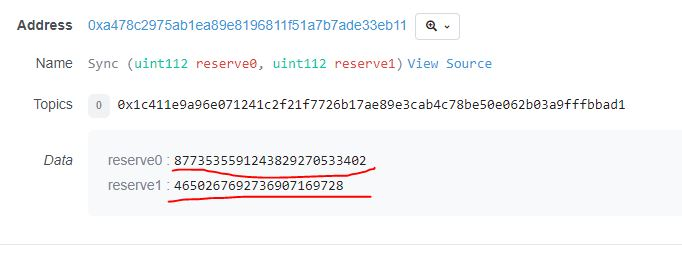 Address 0xa478c2975ab1ea89e8196811f51a7b7ade33eb11
Name Sync (uint112 reserve0, uint112 reserve1) View Source
Topics 0 0x1c411e9a96e071241c2f21f7726b17ae89e3cab4c78be50e062b03a9fffbbad1
Data reserve0 : 8773535591243829270533402
reserve1 : 4650267692736907169728